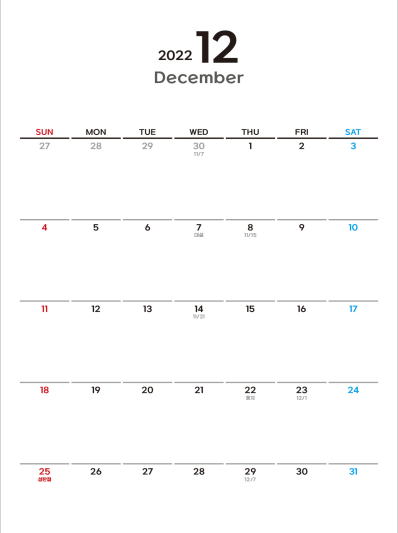 2022 12
December
SUN MON TUE WED THU FRI SAT
27 28 29 30 1 2 3
11/7
4 5 6 7 8 9 10
대설 11/15
11 12 13 14 15 16 17
11/21
18 19 20 21 22 23 24
동지 12/1
25 26 27 28 29 30 31
성탄절 12/7